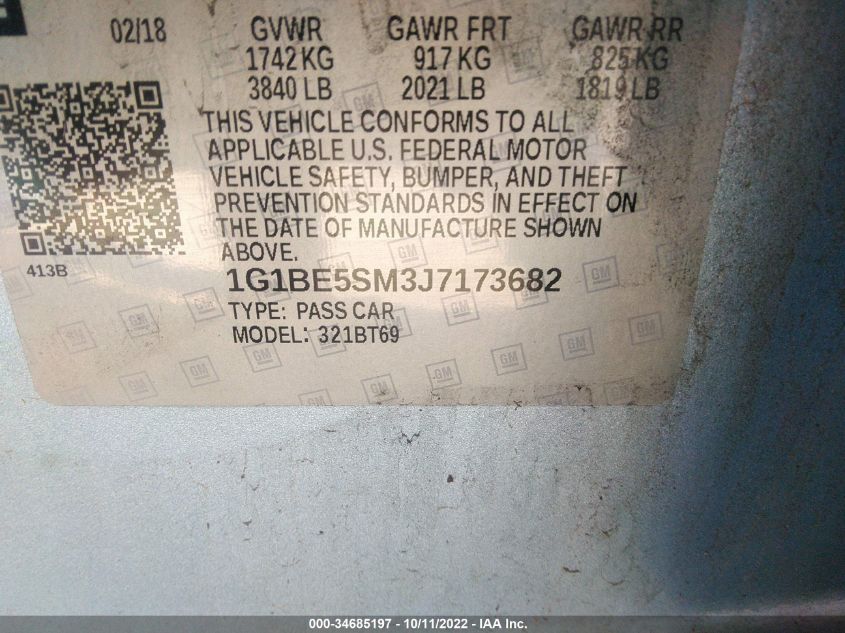 02/18 GVWR GAWR FRT GAWR RR
1742 KG 917 KG 825 KG
3840 LB 2021 LB 1819 LB
THIS VEHICLE CONFORMS TO ALL
APPLICABLE U.S. FEDERAL MOTOR
VEHICLE SAFETY, BUMPER, AND THEFT
PREVENTION STANDARDS IN EFFECT ON
THE DATE OF MANUFACTURE SHOWN
ABOVE.
413B
1G1BE5SM3J7173682
TYPE: PASS CAR
MODEL: 321BT69
GM
000-34685197 - 10/11/2022 - IAA Inc.